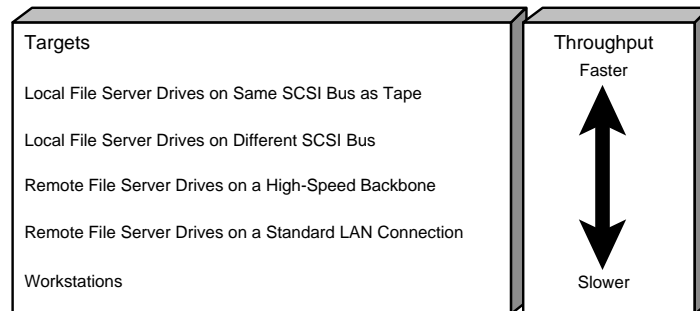 Targets
Local File Server Drives on Same SCSI Bus as Tape
Local File Server Drives on Different SCSI Bus
Remote File Server Drives on a High-Speed Backbone
Remote File Server Drives on a Standard LAN Connection
Workstations
Throughput
Faster
Slower